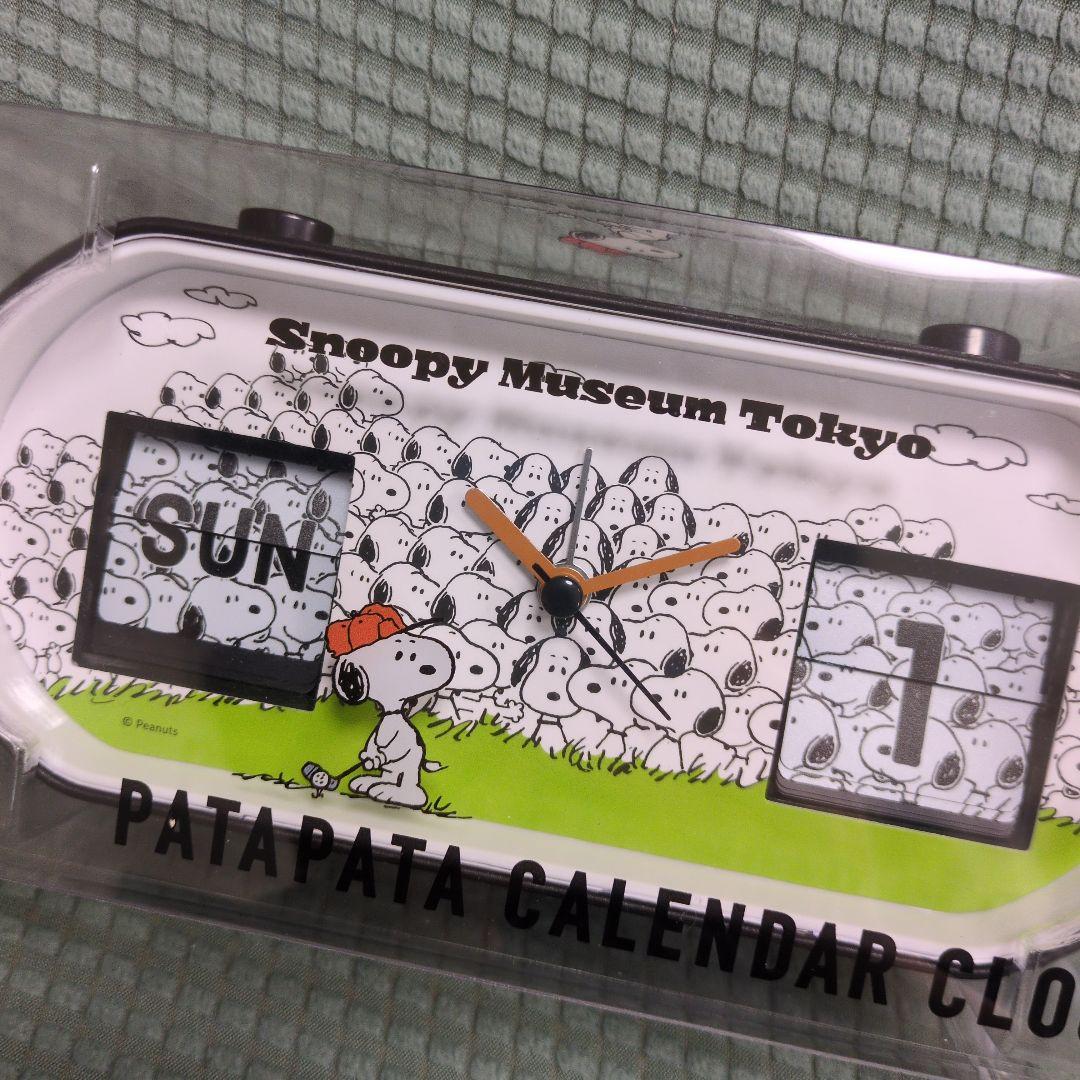 Snoopy Museum Tokyo
SUN
1
© Peanuts
PATAPATA CALENDAR CLO